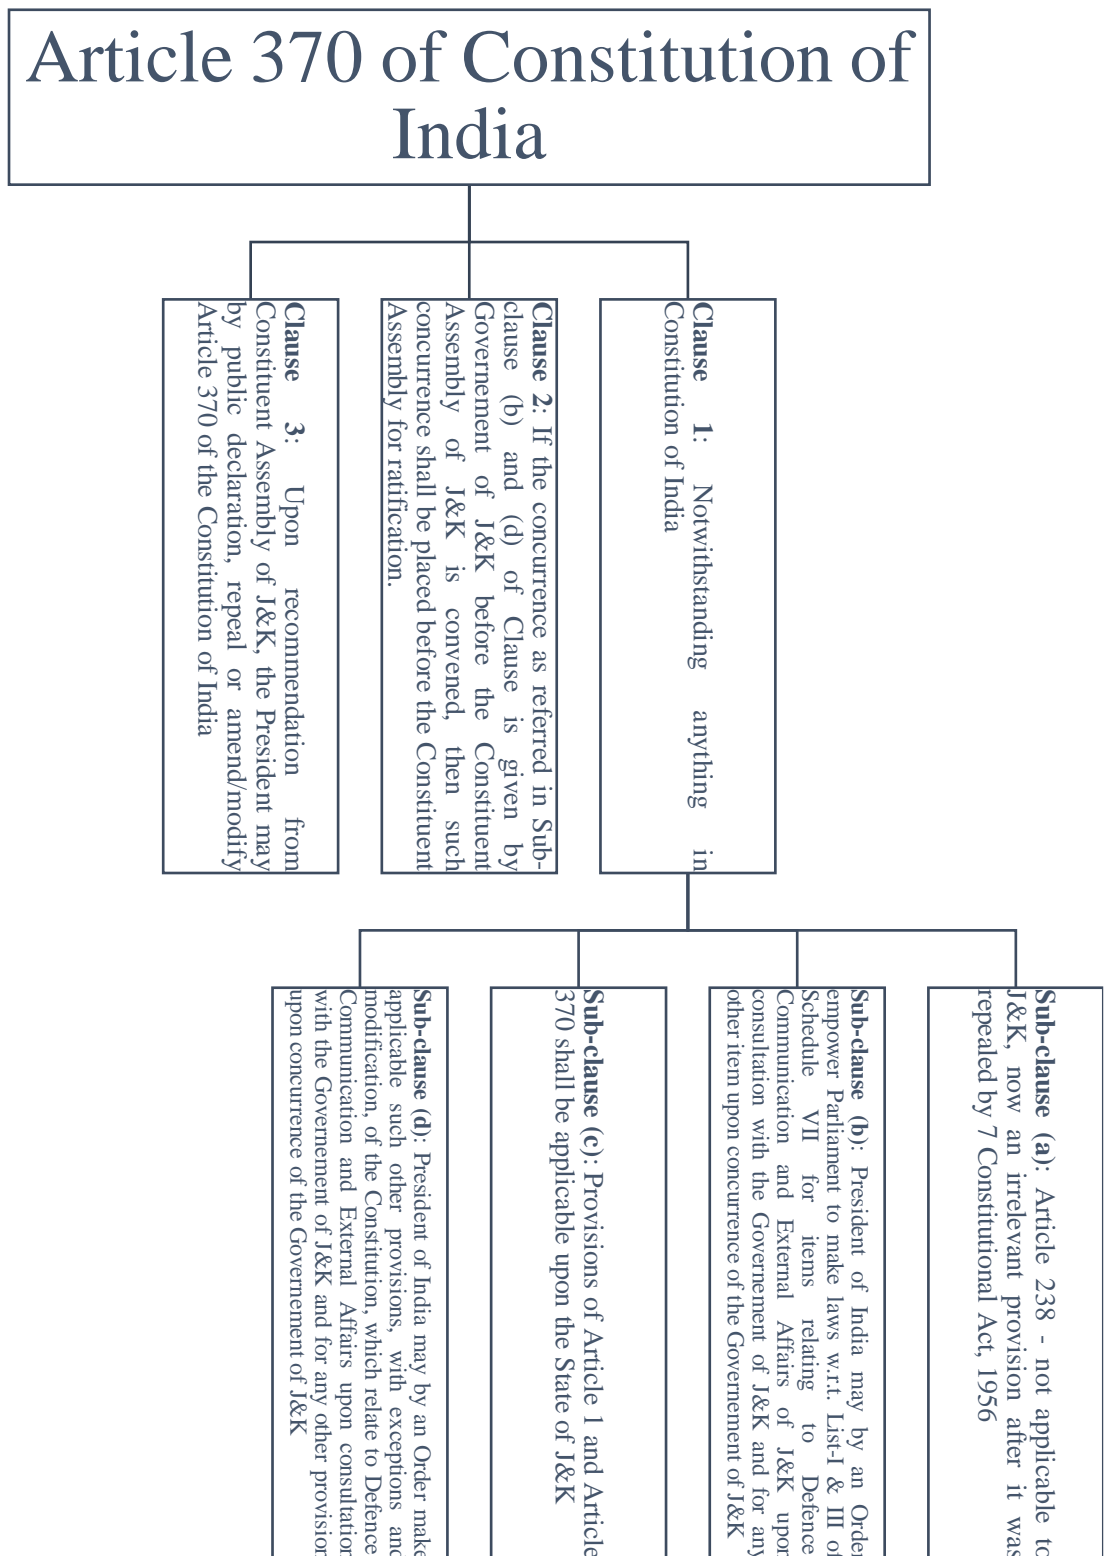 Article 370 of Constitution of
India
Clause 1: Notwithstanding anything in
Constitution of India
Clause 2: If the concurrence as referred in Sub-
clause (b) and (d) of Clause is given by
Governement of J&K before the Constituent
Assembly of J&K is convened, then such
concurrence shall be placed before the Constituent
Assembly for ratification.
Clause 3: Upon recommendation from
Constituent Assembly of J&K, the President may
by public declaration, repeal or amend/modify
Article 370 of the Constitution of India
Sub-clause (a): Article 238 - not applicable to
J&K, now an irrelevant provision after it was
repealed by 7 Constitutional Act, 1956
Sub-clause (b): President of India may by an Order
empower Parliament to make laws w.r.t. List-I & III of
Schedule VII for items relating to Defence
Communication and External Affairs of J&K upon
consultation with the Governement of J&K and for any
other item upon concurrence of the Governement of J&K
Sub-clause (c): Provisions of Article 1 and Article
370 shall be applicable upon the State of J&K
Sub-clause (d): President of India may by an Order make
applicable such other provisions, with exceptions and
modification, of the Constitution, which relate to Defence
Communication and External Affairs upon consultation
with the Governement of J&K and for any other provision
upon concurrence of the Governement of J&K